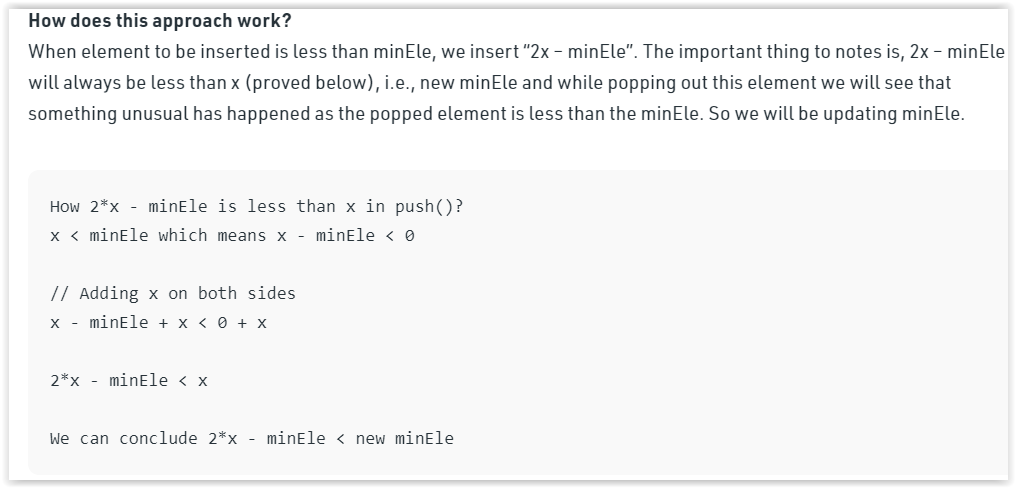 How does this approach work?
When element to be inserted is less than minEle, we insert “2x – minEle”. The important thing to notes is, 2x – minEle
will always be less than x (proved below), i.e., new minEle and while popping out this element we will see that
something unusual has happened as the popped element is less than the minEle. So we will be updating minEle.
How 2*x - minEle is less than x in push()?
x < minEle which means x - minEle < 0
// Adding x on both sides
x - minEle + x < 0 + x
2*x - minEle < x
We can conclude 2*x - minEle < new minEle